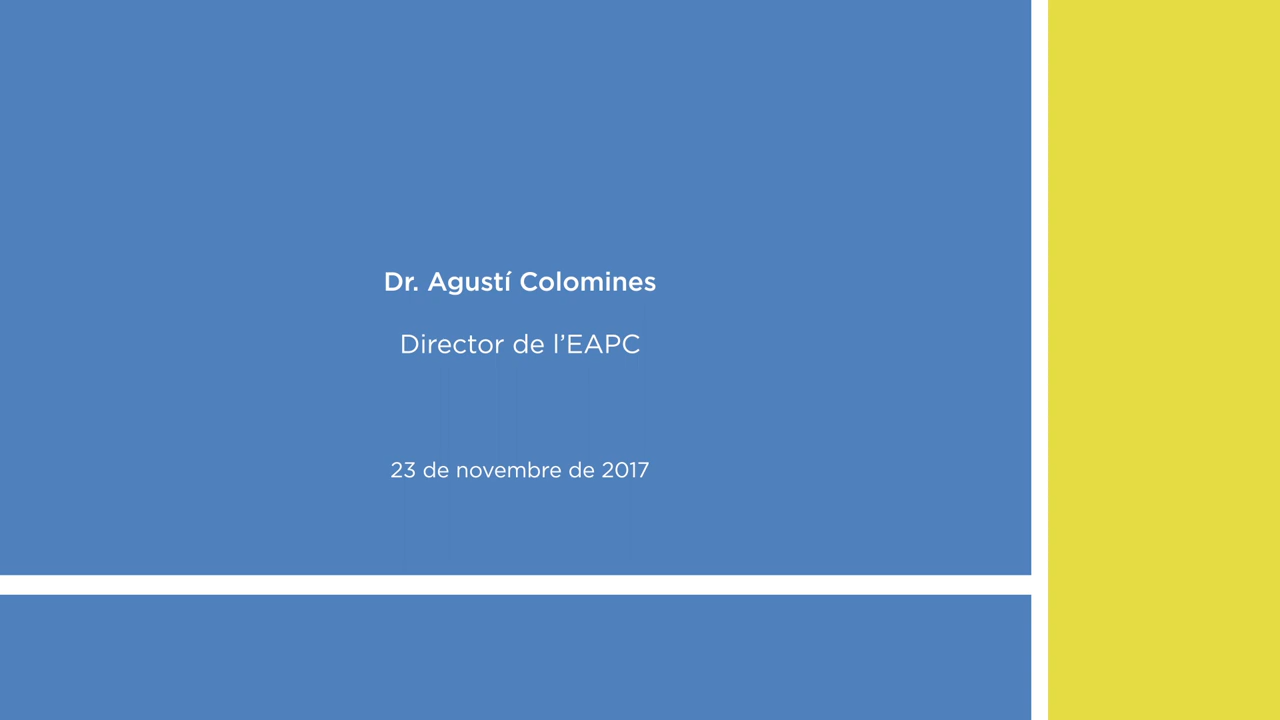 Dr. Agustí Colomines
Director de l’EAPC
23 de novembre de 2017